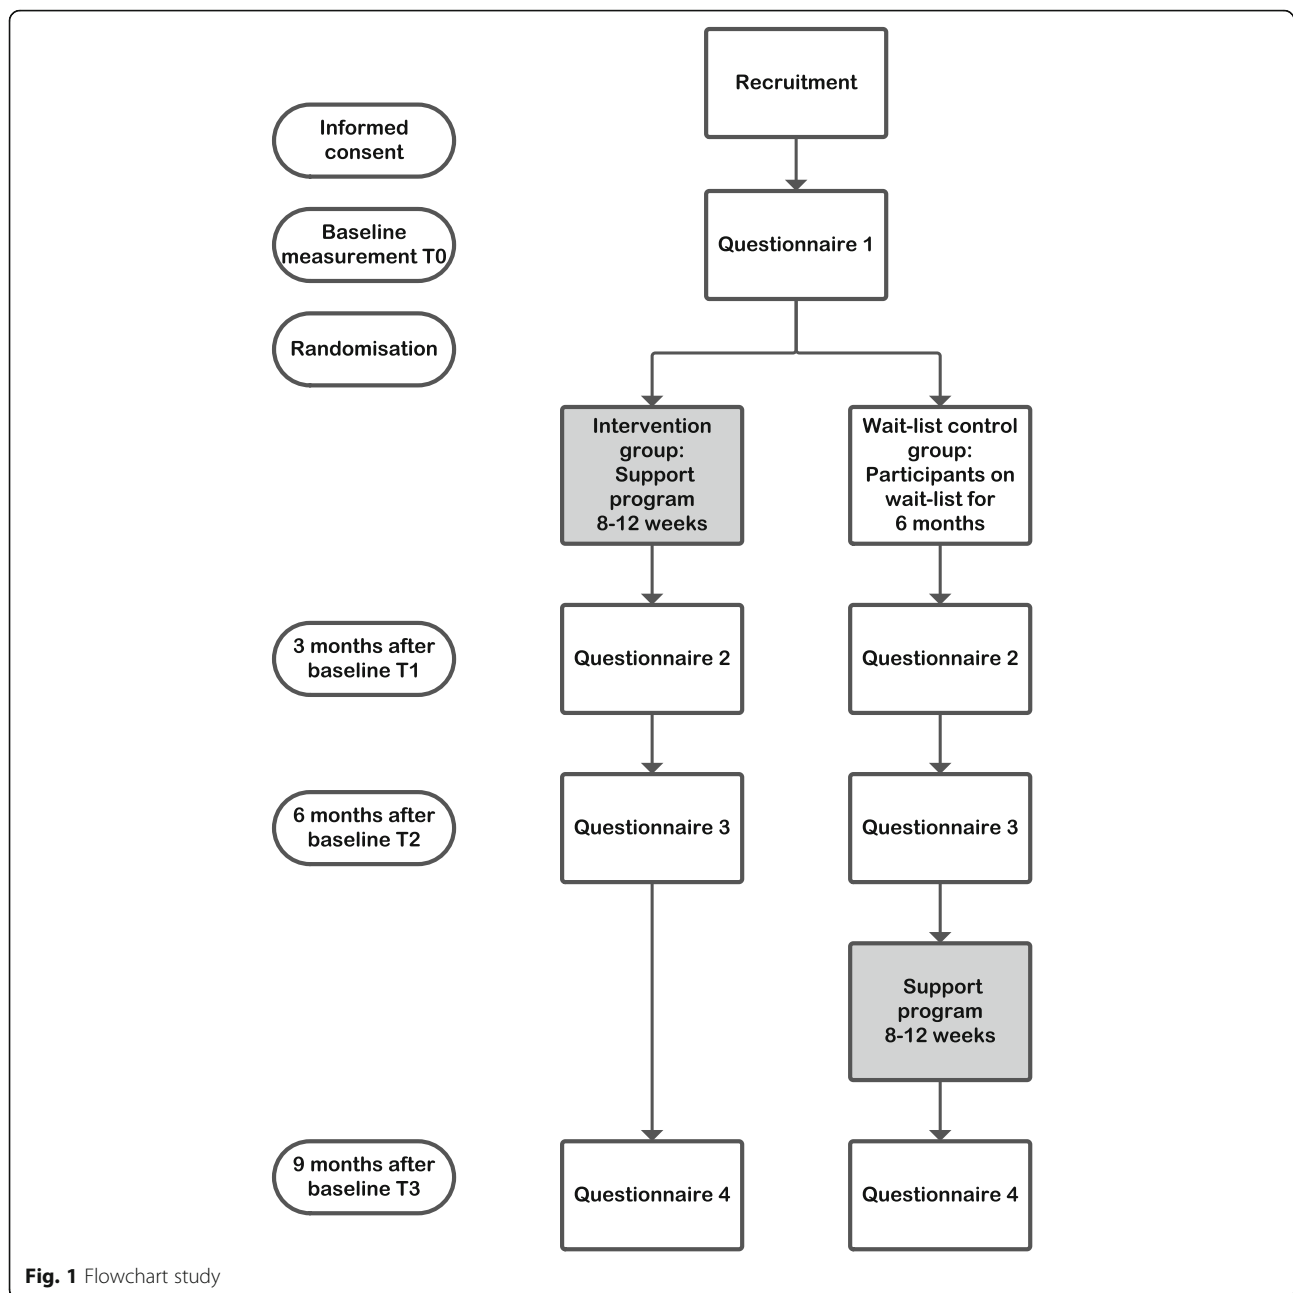 Recruitment
Informed
consent
Baseline
measurement T0
Questionnaire 1
Randomisation
Intervention
group:
Support
program
8-12 weeks
Wait-list control
group:
Participants on
wait-list for
6 months
3 months after
baseline T1
Questionnaire 2
Questionnaire 2
6 months after
baseline T2
Questionnaire 3
Questionnaire 3
Support
program
8-12 weeks
9 months after
baseline T3
Questionnaire 4
Questionnaire 4
Fig. 1 Flowchart study